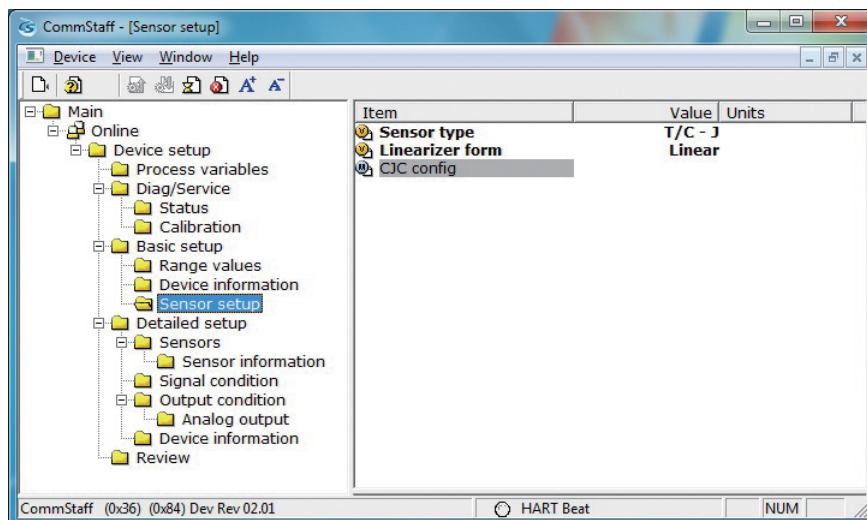 CommStaff - [Sensor setup]
Device View Window Help
Main
Online
Device setup
Process variables
Diag/Service
Status
Calibration
Basic setup
Range values
Device information
Sensor setup
Detailed setup
Sensors
Sensor information
Signal condition
Output condition
Analog output
Device information
Review
Item Value Units
Sensor type T/C - J
Linearizer form Linear
CJC config
CommStaff (0x36) (0x84) Dev Rev 02.01 HART Beat NUM